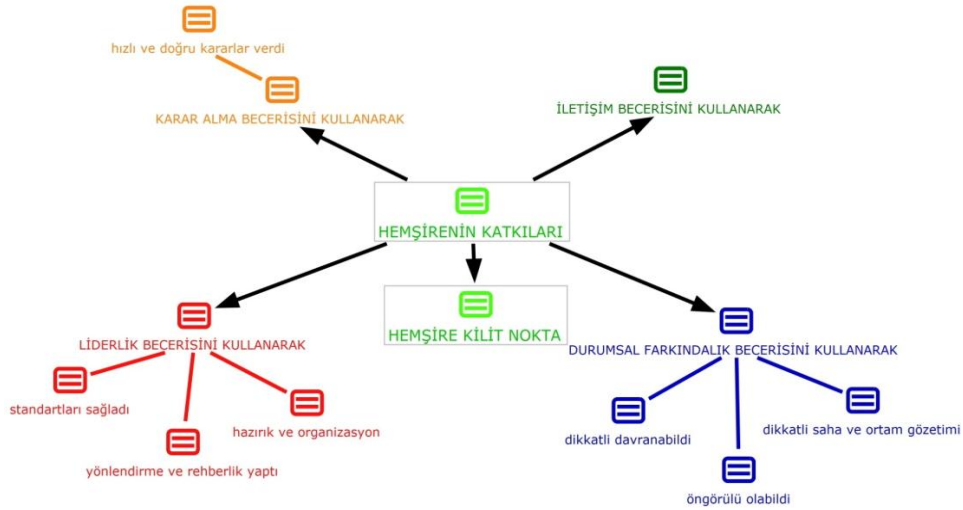 hızlı ve doğru kararlar verdi
KARAR ALMA BECERİSİNİ KULLANARAK
İLETİŞİM BECERİSİNİ KULLANARAK
HEMŞİRENİN KATKILARI
HEMŞİRE KİLİT NOKTA
LİDERLİK BECERİSİNİ KULLANARAK
DURUMSAL FARKINDALIK BECERİSİNİ KULLANARAK
standartları sağladı
hazırık ve organizasyon
yönlendirme ve rehberlik yaptı
dikkatli davranabildi
dikkatli saha ve ortam gözetimi
öngörülü olabildi